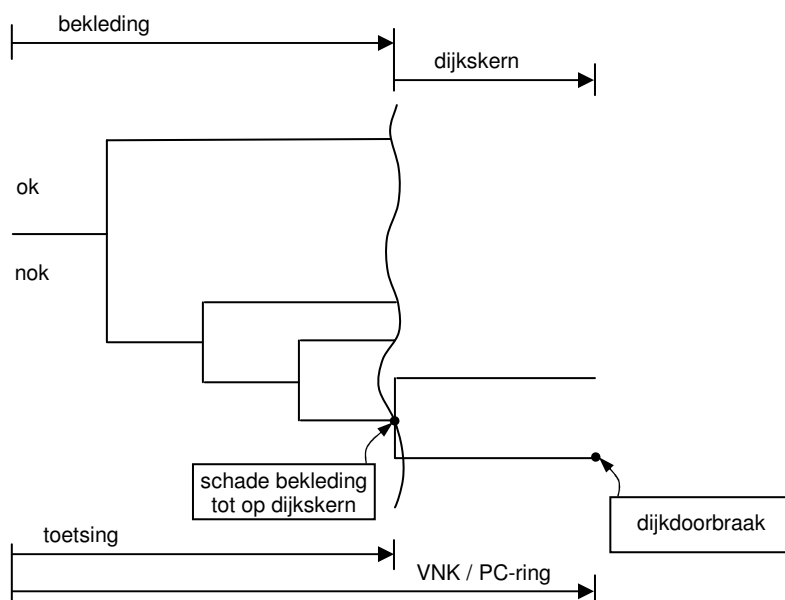 bekleding
dijkskern
ok
nok
schade bekleding
tot op dijkskern
dijkdoorbraak
toetsing
VNK / PC-ring